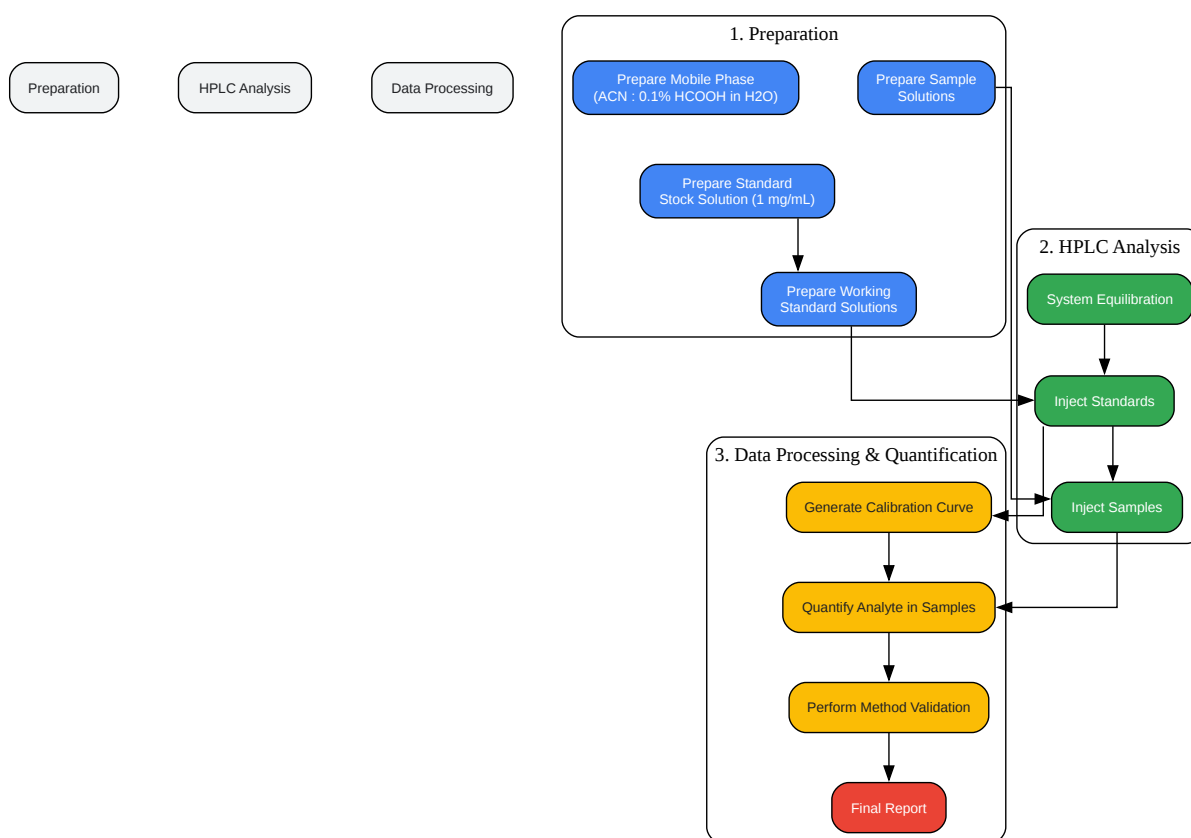 Preparation
HPLC Analysis
Data Processing
1. Preparation
Prepare Mobile Phase
(ACN : 0.1% HCOOH in H2O)
Prepare Sample
Solutions
Prepare Standard
Stock Solution (1 mg/mL)
Prepare Working
Standard Solutions
2. HPLC Analysis
System Equilibration
Inject Standards
Inject Samples
3. Data Processing & Quantification
Generate Calibration Curve
Quantify Analyte in Samples
Perform Method Validation
Final Report